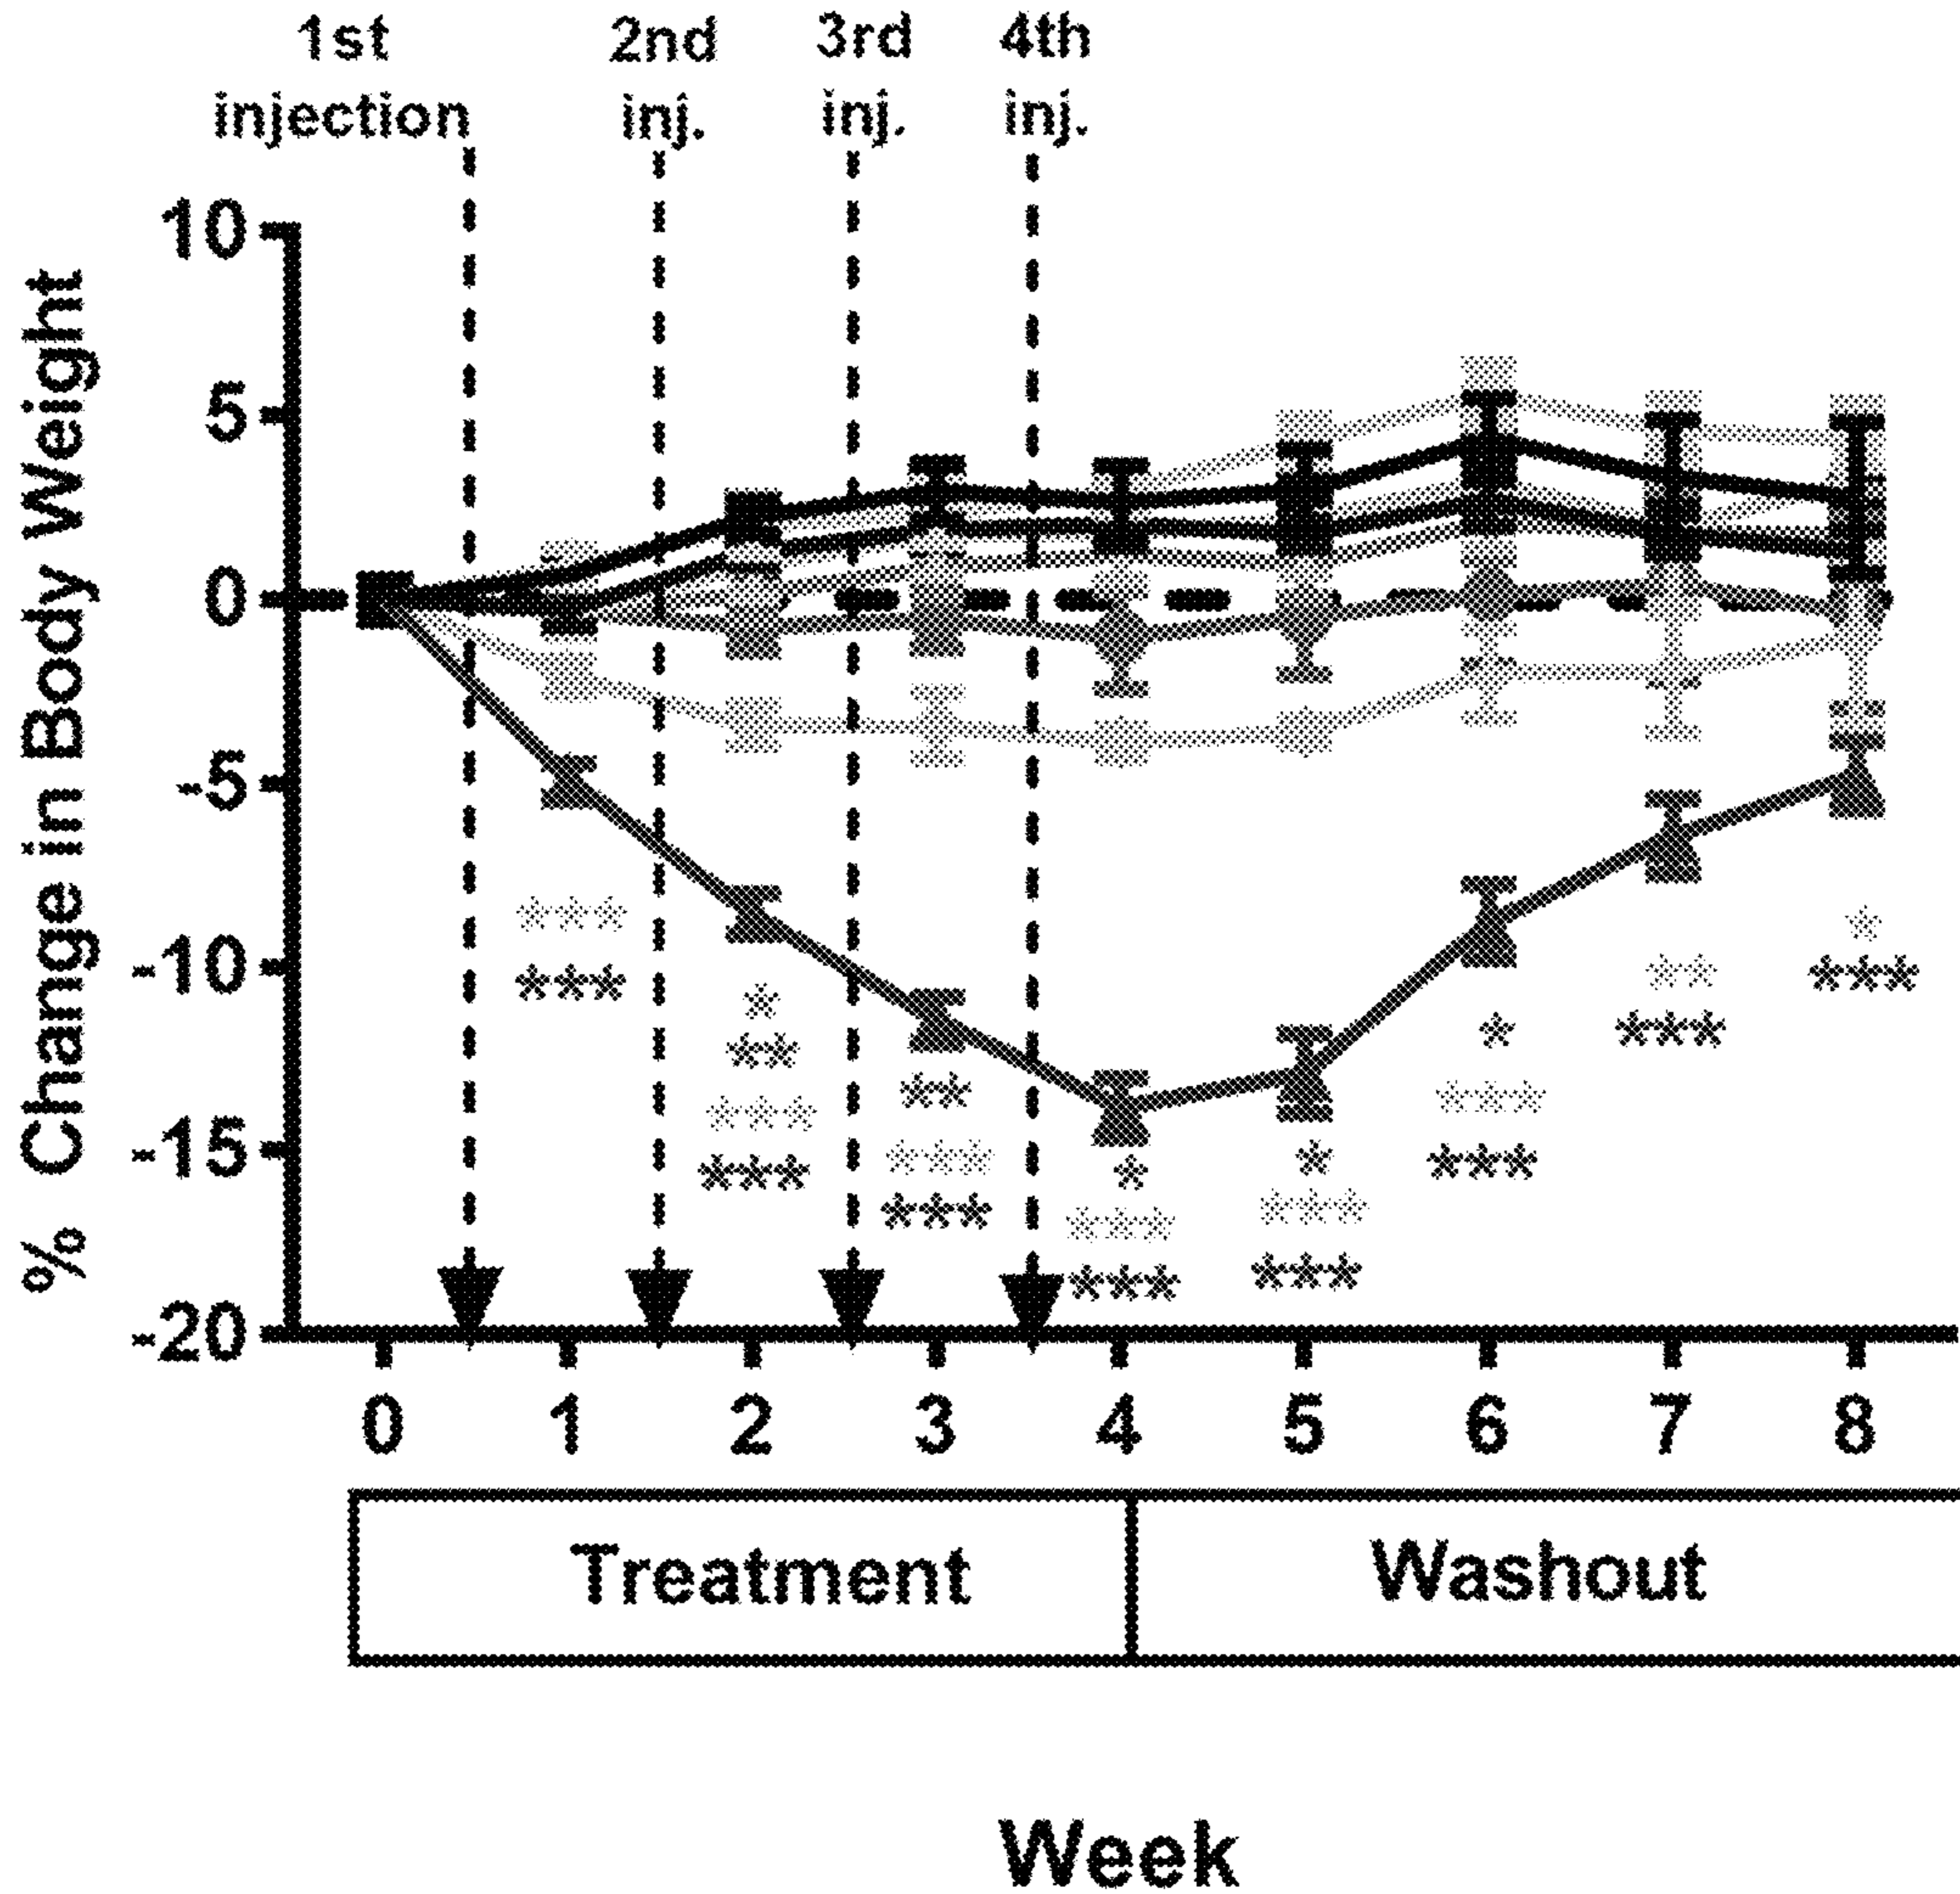 1st
injection
2nd
inj.
3rd
inj.
4th
inj.
% Change in Body Weight
10
5
0
-5
-10
-15
-20
***
***
*
**
***
***
**
***
***
*
***
***
*
***
***
*
***
***
**
***
*
***
0 1 2 3 4 5 6 7 8
Treatment Washout
Week